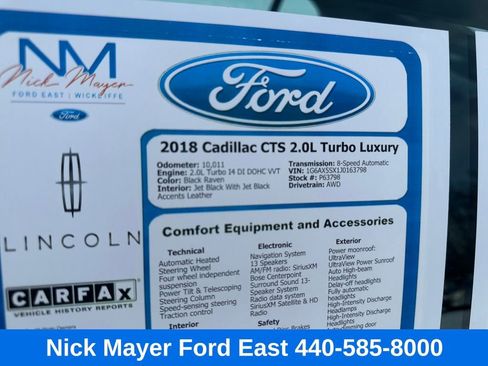 NM
Nick Mayer
FORD EAST | WICKLIFFE
Ford
LINCOLN
CARFAX
VEHICLE HISTORY REPORTS
Ford
2018 Cadillac CTS 2.0L Turbo Luxury
Odometer: 10,011
Engine: 2.0L Turbo I4 DI DOHC VVT
Color: Black Raven
Interior: Jet Black With Jet Black
Accents Leather
Transmission: 8-Speed Automatic
VIN: 1G6AX5SX1J0163798
Stock #: P63798
Drivetrain: AWD
Comfort Equipment and Accessories
Technical
Automatic Heated
Steering Wheel
Four wheel independent
suspension
Power Tilt & Telescoping
Steering Column
Speed-sensing steering
Traction control
Interior
Electronic
Navigation System
13 Speakers
AM/FM radio: SiriusXM
Bose Centerpoint
Surround Sound 13-
Speaker System
Radio data system
SiriusXM Satellite & HD
Radio
Safety
Disc Brakes
Exterior
Power moonroof:
UltraView
UltraView Power Sunroof
Auto High-beam
Headlights
Delay-off headlights
Fully automatic
headlights
High-Intensity Discharge
Headlamps
High-Intensity Discharge
Headlights
Auto-dimming door
Nick Mayer Ford East 440-585-8000